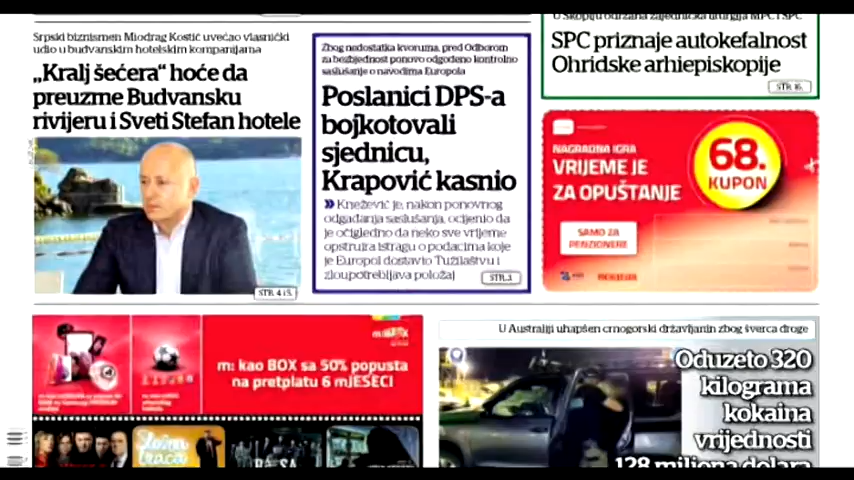 Srpski biznismen Miodrag Kostić uvećao vlasnički
udio u budvanskim hotelskim kompanijama
„Kralj šećera“ hoće da
preuzme Budvansku
rivijeru i Sveti Stefan hotele
STR. 4 i 5.
Zbog nedostatka kvoruma, pred Odborom
za bezbjednost ponovo odgođeno kontrolno
saslušanje o navodima Europola
Poslanici DPS-a
bojkotovali
sjednicu,
Krapović kasnio
» Knežević je, nakon ponovnog
odgađanja saslušanja, ocijenio da
je očigledno da neko sve vrijeme
opstruira istragu o podacima koje
je Europol dostavio Tužilaštvu i
zloupotrebljava položaj
STR. 3.
U Skoplju održana zajednička liturgija MPC i SPC
SPC priznaje autokefalnost
Ohridske arhiepiskopije
STR. 16.
NAGRADNA IGRA
VRIJEME JE
ZA OPUŠTANJE
68.
KUPON
SAMO ZA
PENZIONERE
m: kao BOX sa 50% popusta
na pretplatu 6 mJESECI
U Australiji uhapšen crnogorski državljanin zbog šverca droge
Oduzeto 320
kilograma
kokaina
vrijednosti
128 miliona dolara